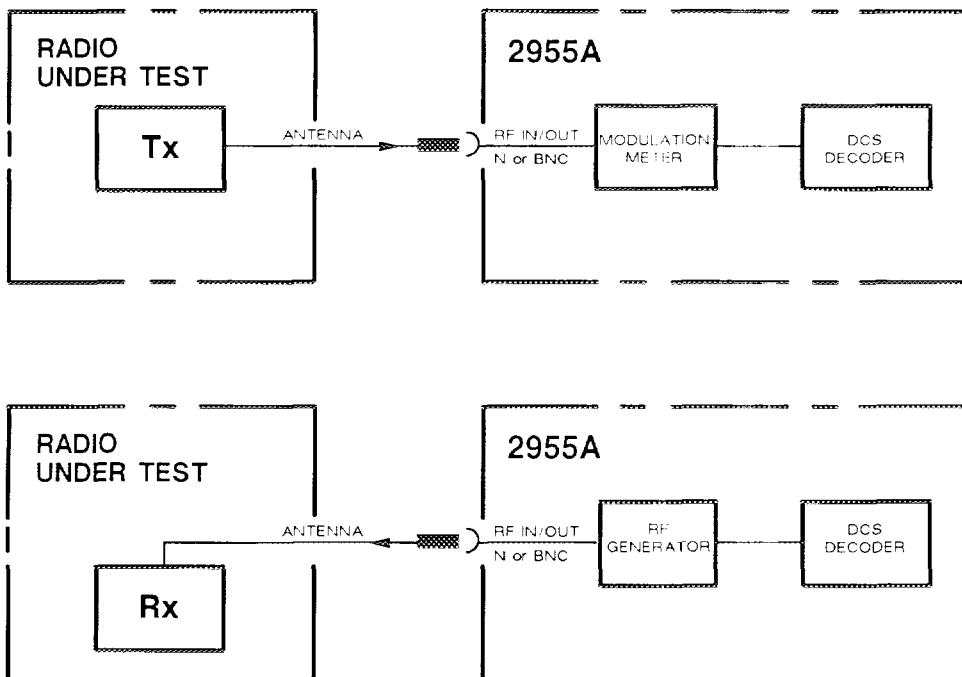 RADIO
UNDER TEST
2955A
Tx
ANTENNA
RF IN/OUT
N or BNC
MODULATION
METER
DCS
DECODER
RADIO
UNDER TEST
2955A
ANTENNA
RF IN/OUT
N or BNC
RF
GENERATOR
DCS
DECODER
Rx